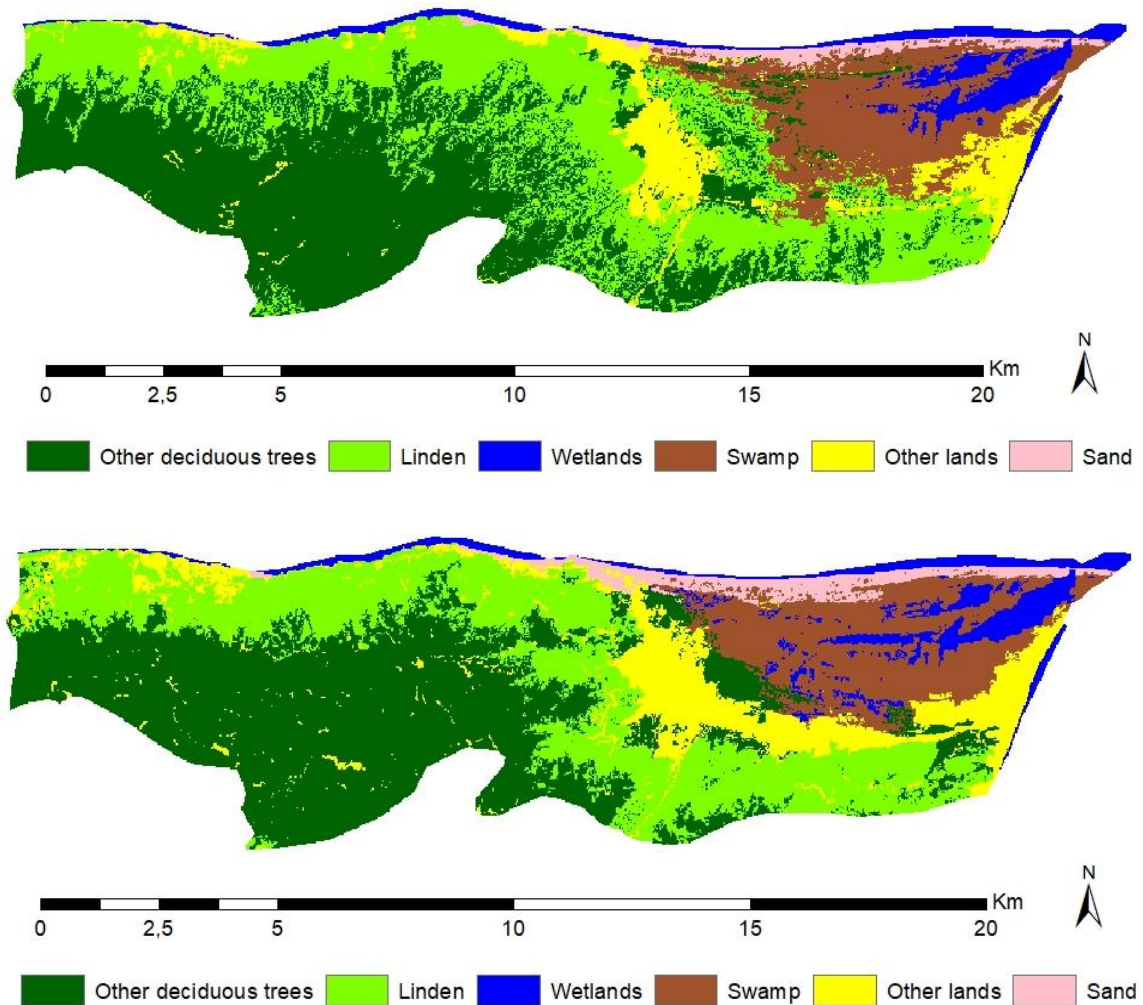 N
Km
0 2,5 5 10 15 20
Other deciduous trees Linden Wetlands Swamp Other lands Sand
N
Km
0 2,5 5 10 15 20
Other deciduous trees Linden Wetlands Swamp Other lands Sand